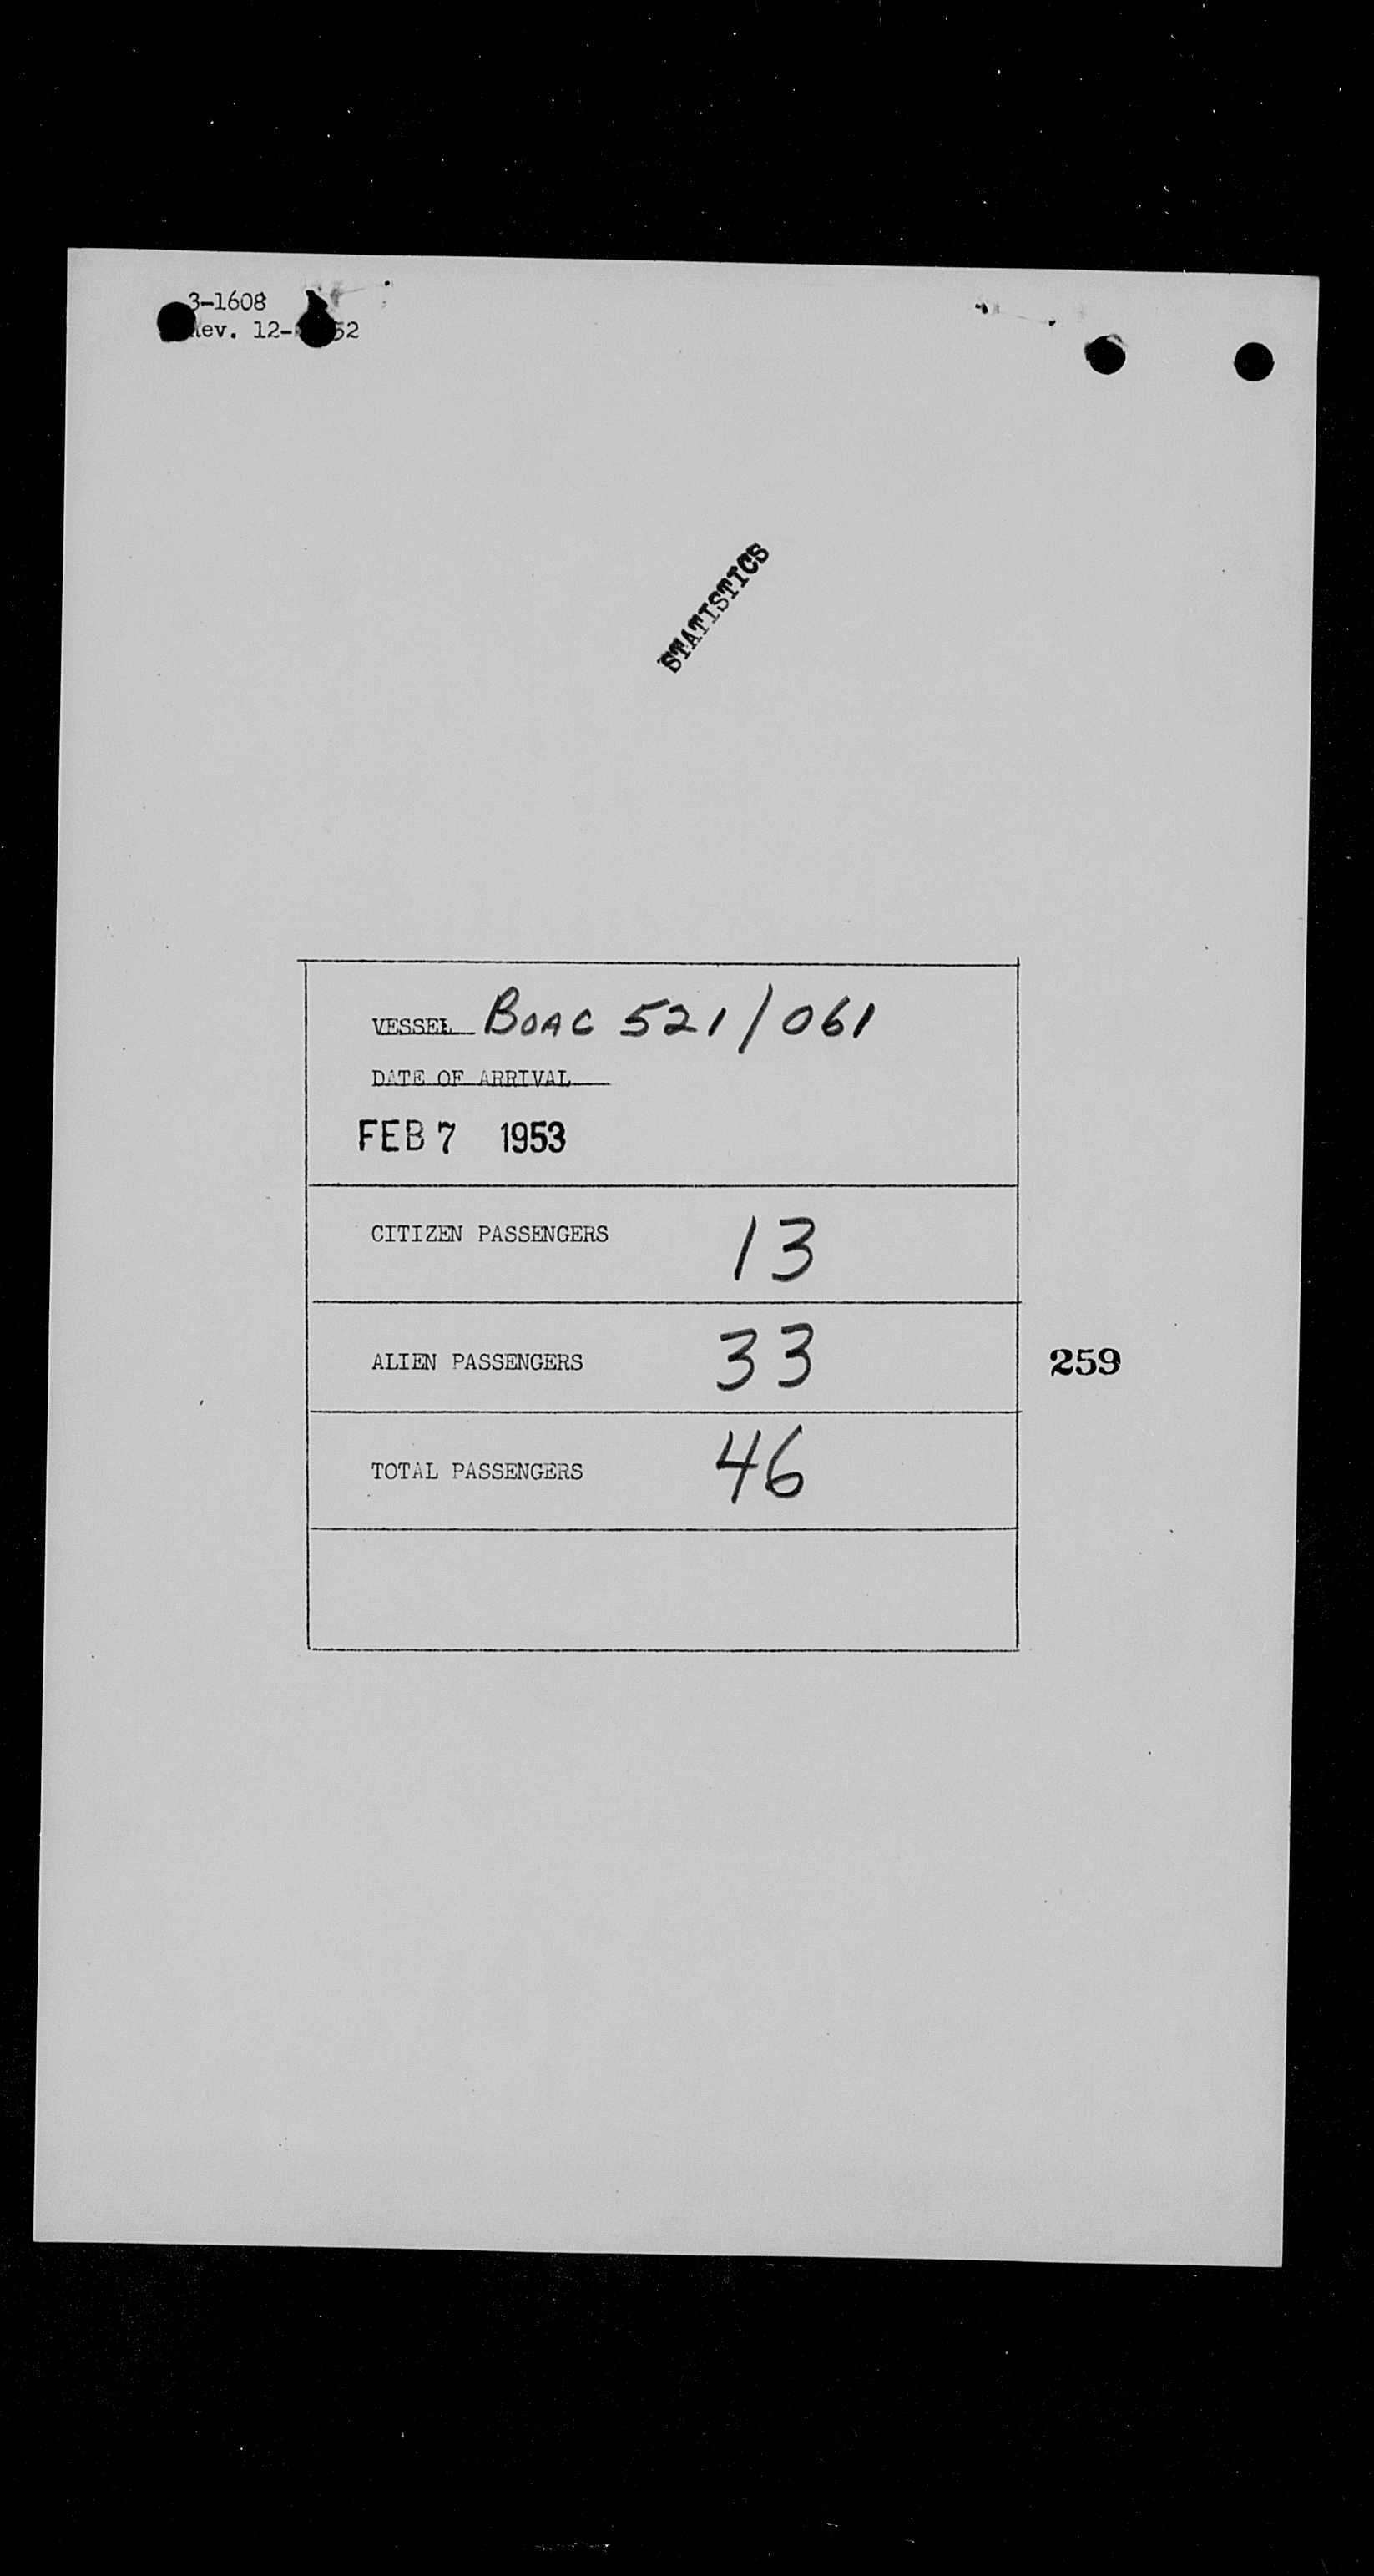 3-1608
Rev. 12- 52
STATISTICS
VESSEL BOAC 521/061
DATE OF ARRIVAL
FEB 7 1953
CITIZEN PASSENGERS 13
ALIEN PASSENGERS 33
259
TOTAL PASSENGERS 46